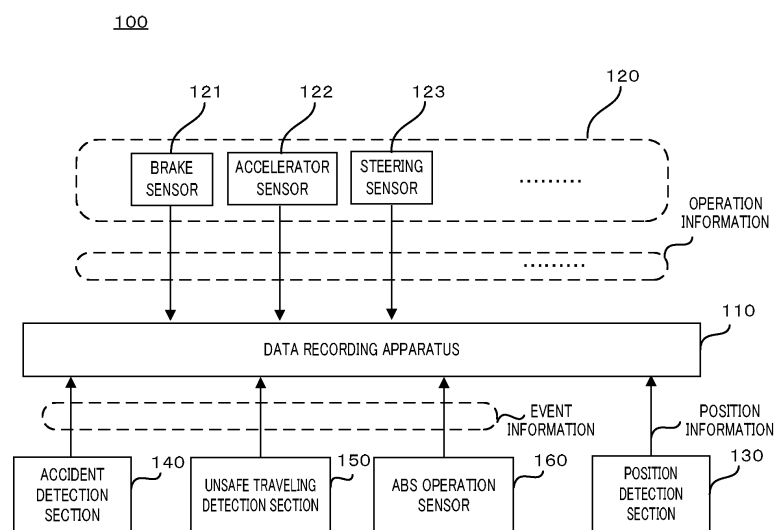 100
121
122
123
120
BRAKE
SENSOR
ACCELERATOR
SENSOR
STEERING
SENSOR
.........
OPERATION
INFORMATION
.........
110
DATA RECORDING APPARATUS
EVENT
INFORMATION
POSITION
INFORMATION
140
150
160
130
ACCIDENT
DETECTION
SECTION
UNSAFE TRAVELING
DETECTION SECTION
ABS OPERATION
SENSOR
POSITION
DETECTION
SECTION